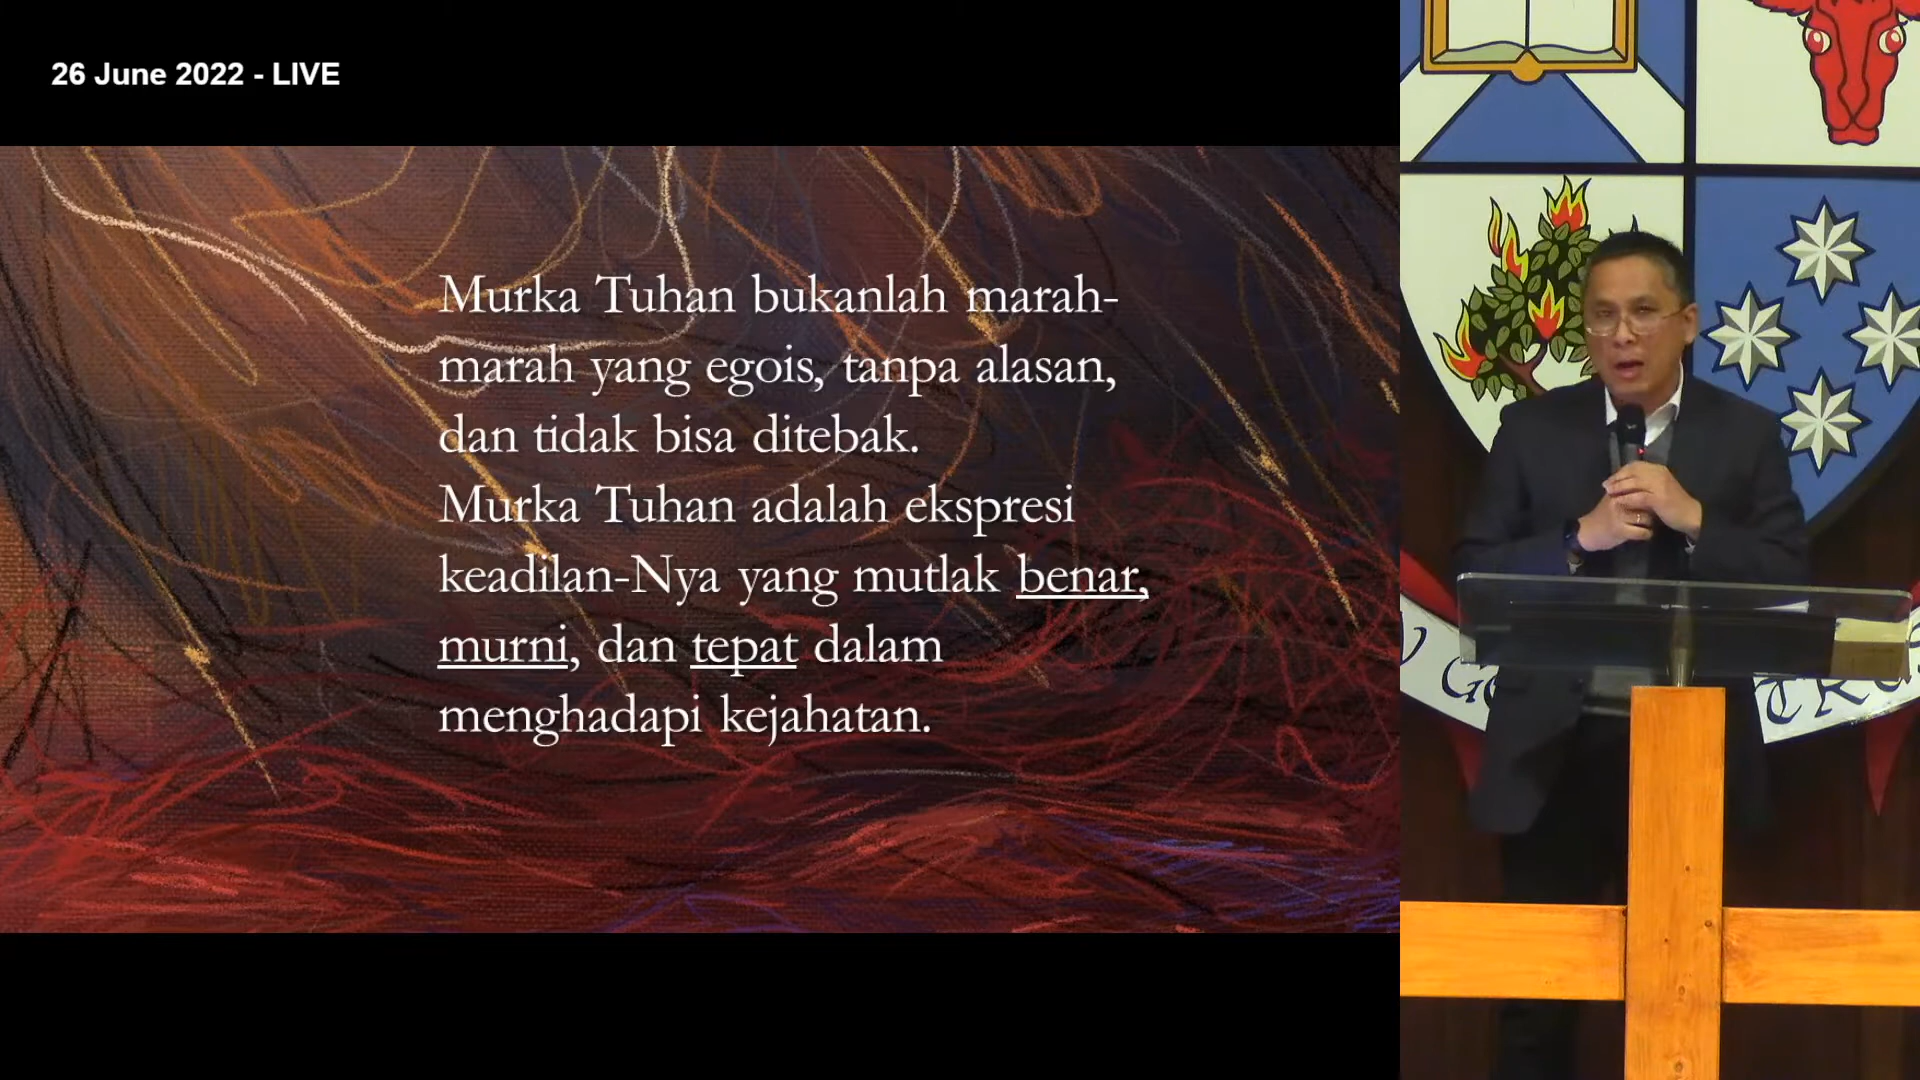 26 June 2022 - LIVE
Murka Tuhan bukanlah marah-
marah yang egois, tanpa alasan,
dan tidak bisa ditebak.
Murka Tuhan adalah ekspresi
keadilan-Nya yang mutlak benar,
murni, dan tepat dalam
menghadapi kejahatan.